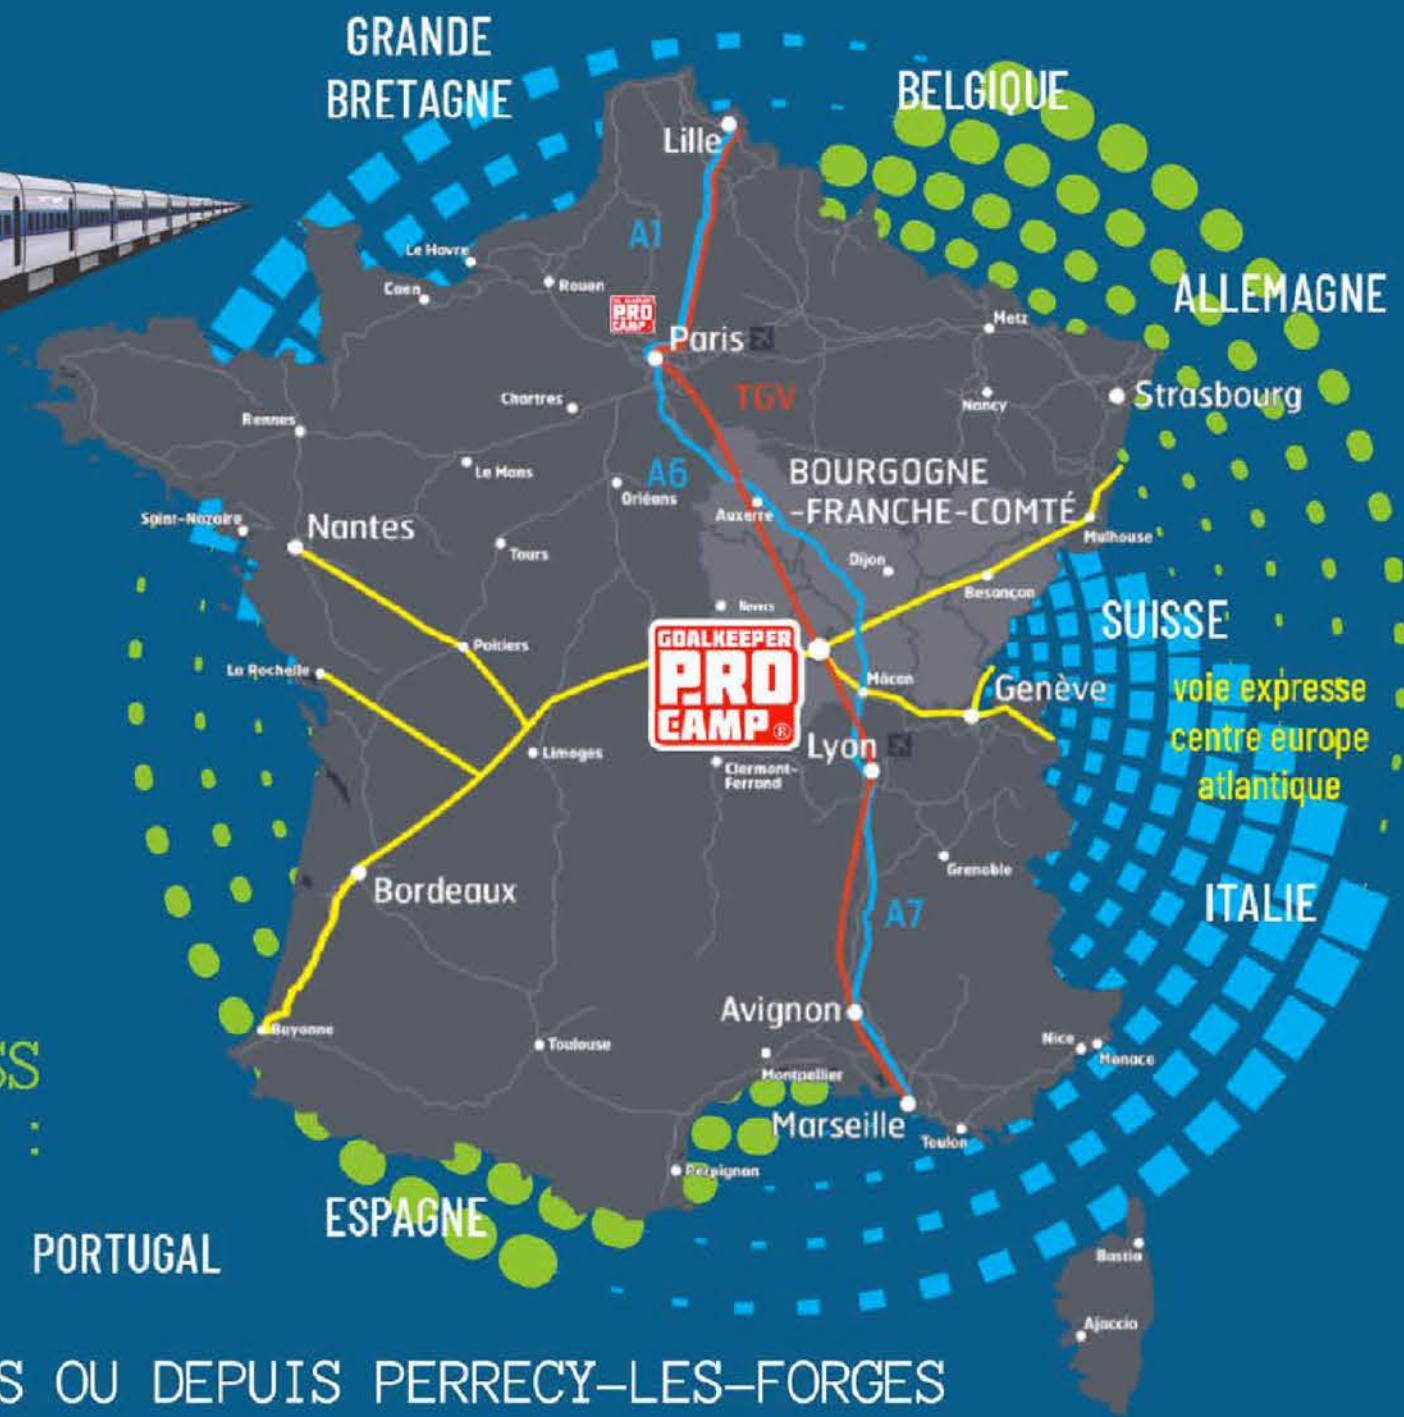 GRANDE
BRETAGNE
BELGIQUE
Lille
A1
Le Havre
Rouen
Caen
ALLEMAGNE
PRO
CAMP
Metz
Paris
TGV
Chartres
Nancy
Strasbourg
Rennes
Le Mans
A6
Orléans
BOURGOGNE
-FRANCHE-COMTÉ
Auxerre
Saint-Nazaire
Nantes
Tours
Mulhouse
Dijon
Besançon
Nevers
SUISSE
GOALKEEPER
PRO
CAMP®
Poitiers
La Rochelle
Mâcon
Genève
voie expresse
centre europe
atlantique
Lyon
Limoges
Clermont-
Ferrand
Grenoble
Bordeaux
A7
ITALIE
Avignon
Bayonne
Toulouse
Nice
Monaco
SS
:
Montpellier
Marseille
Toulon
Perpignan
ESPAGNE
PORTUGAL
Bastia
Ajaccio
S OU DEPUIS PERRECY-LES-FORGES